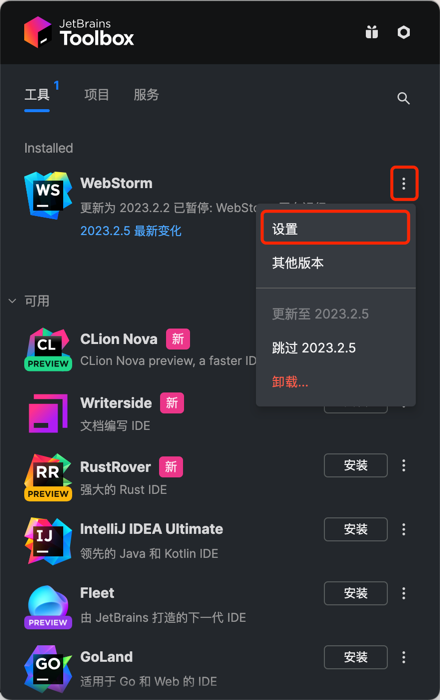 JetBrains
Toolbox
工具 1 项目 服务
Installed
WS
WebStorm
更新为 2023.2.2 已暂停: WebSto
2023.2.5 最新变化
设置
其他版本
更新至 2023.2.5
跳过 2023.2.5
卸载...
可用
CL
PREVIEW
CLion Nova 新
CLion Nova preview, a faster ID
Writerside 新
文档编写 IDE
RR
PREVIEW
RustRover 新
强大的 Rust IDE
安装
IJ
IntelliJ IDEA Ultimate
领先的 Java 和 Kotlin IDE
安装
PREVIEW
Fleet
由 JetBrains 打造的下一代 IDE
安装
GO
GoLand
适用于 Go 和 Web 的 IDE
安装